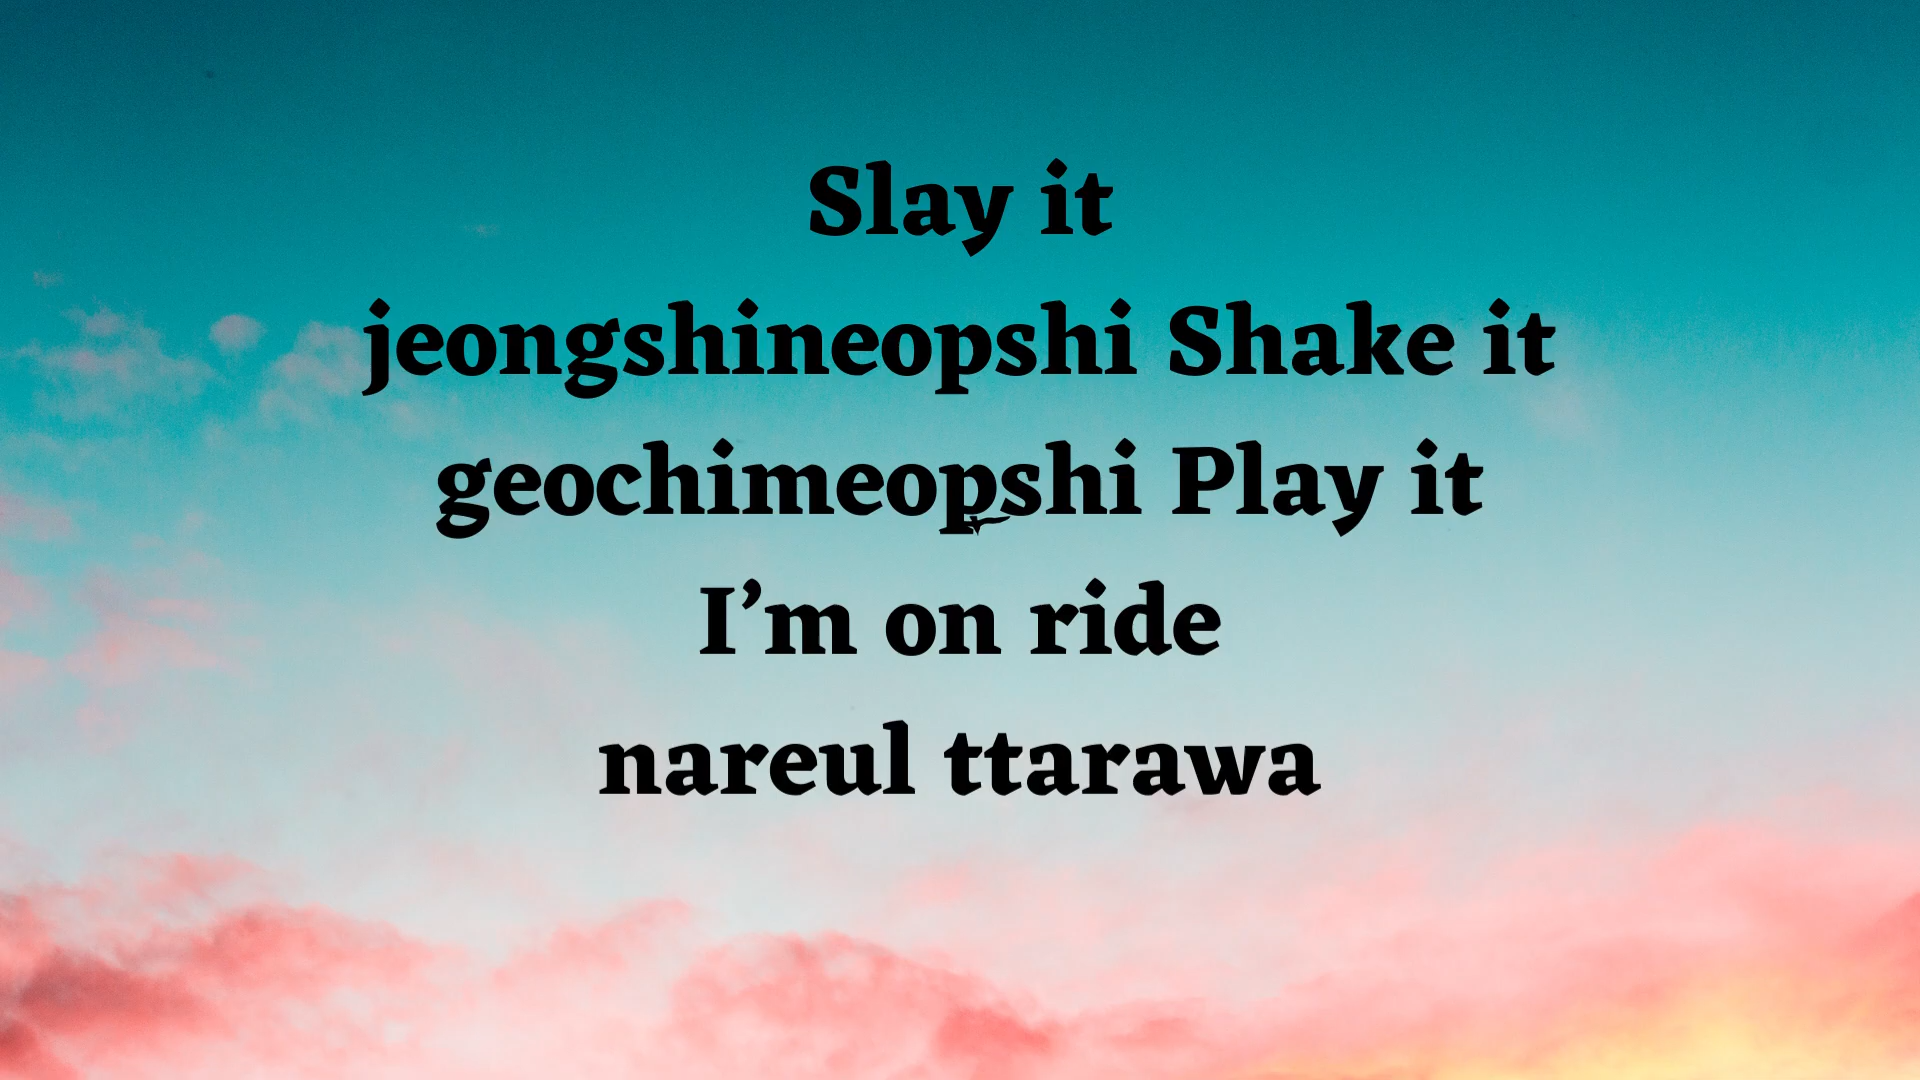 Slay it
jeongshineopshi Shake it
geochimeopshi Play it
I’m on ride
nareul ttarawa